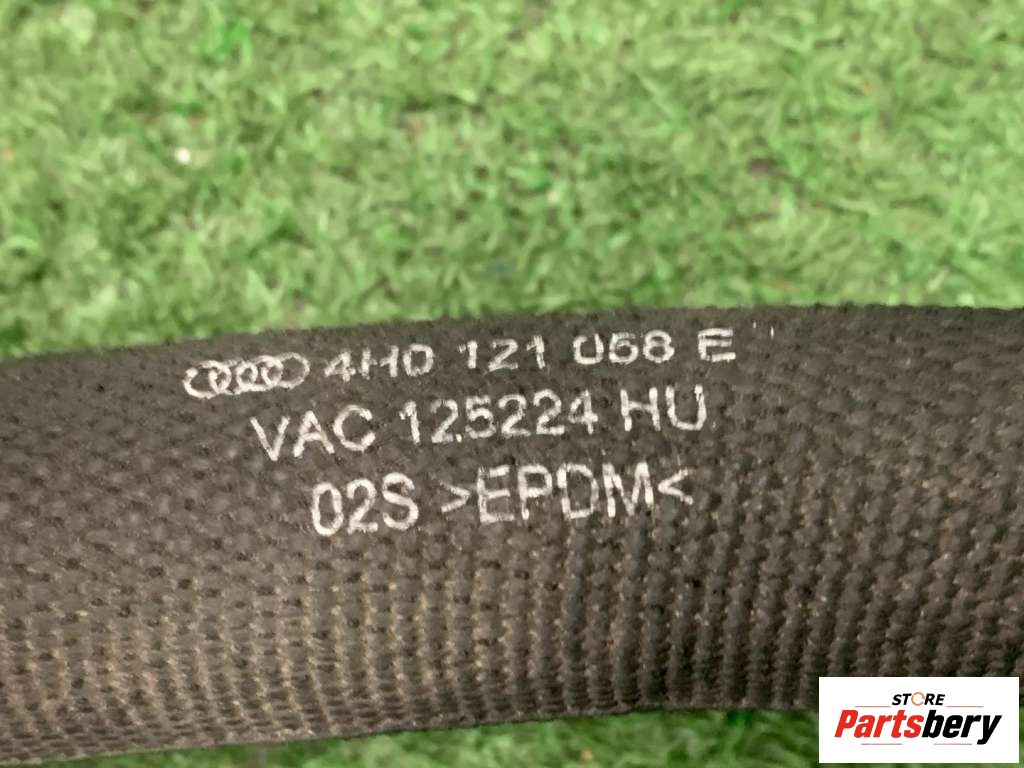 4H0 121 058 E
VAC 125224 HU
02S >EPDM<
STORE
Partsbery